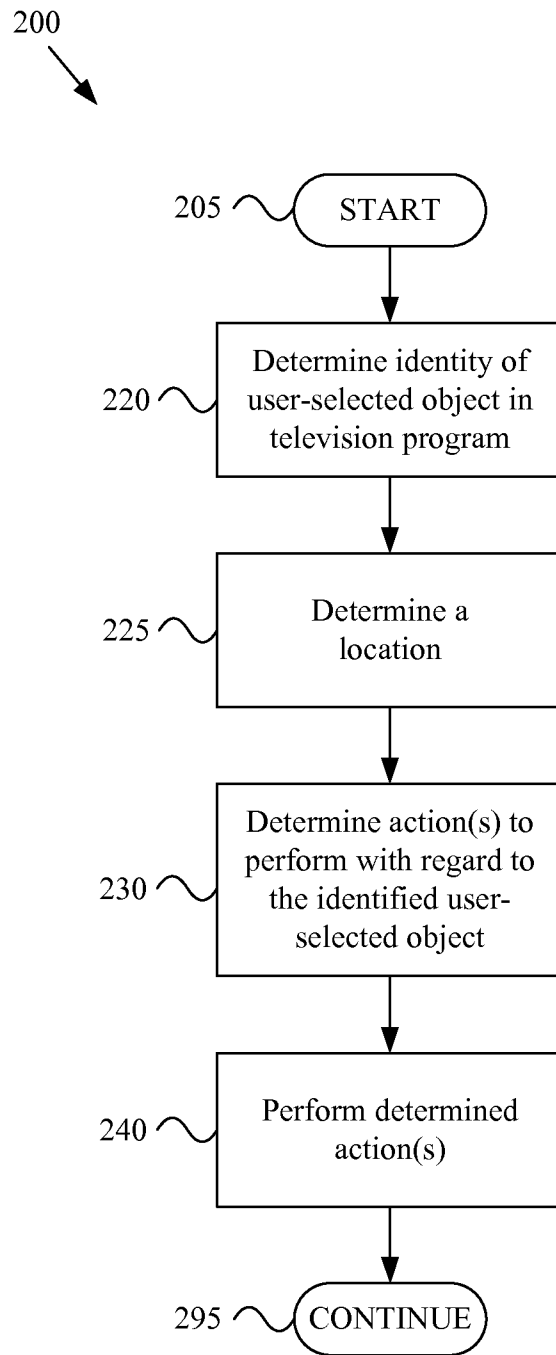 200
205
START
220
Determine identity of
user-selected object in
television program
225
Determine a
location
230
Determine action(s) to
perform with regard to
the identified user-
selected object
240
Perform determined
action(s)
295
CONTINUE